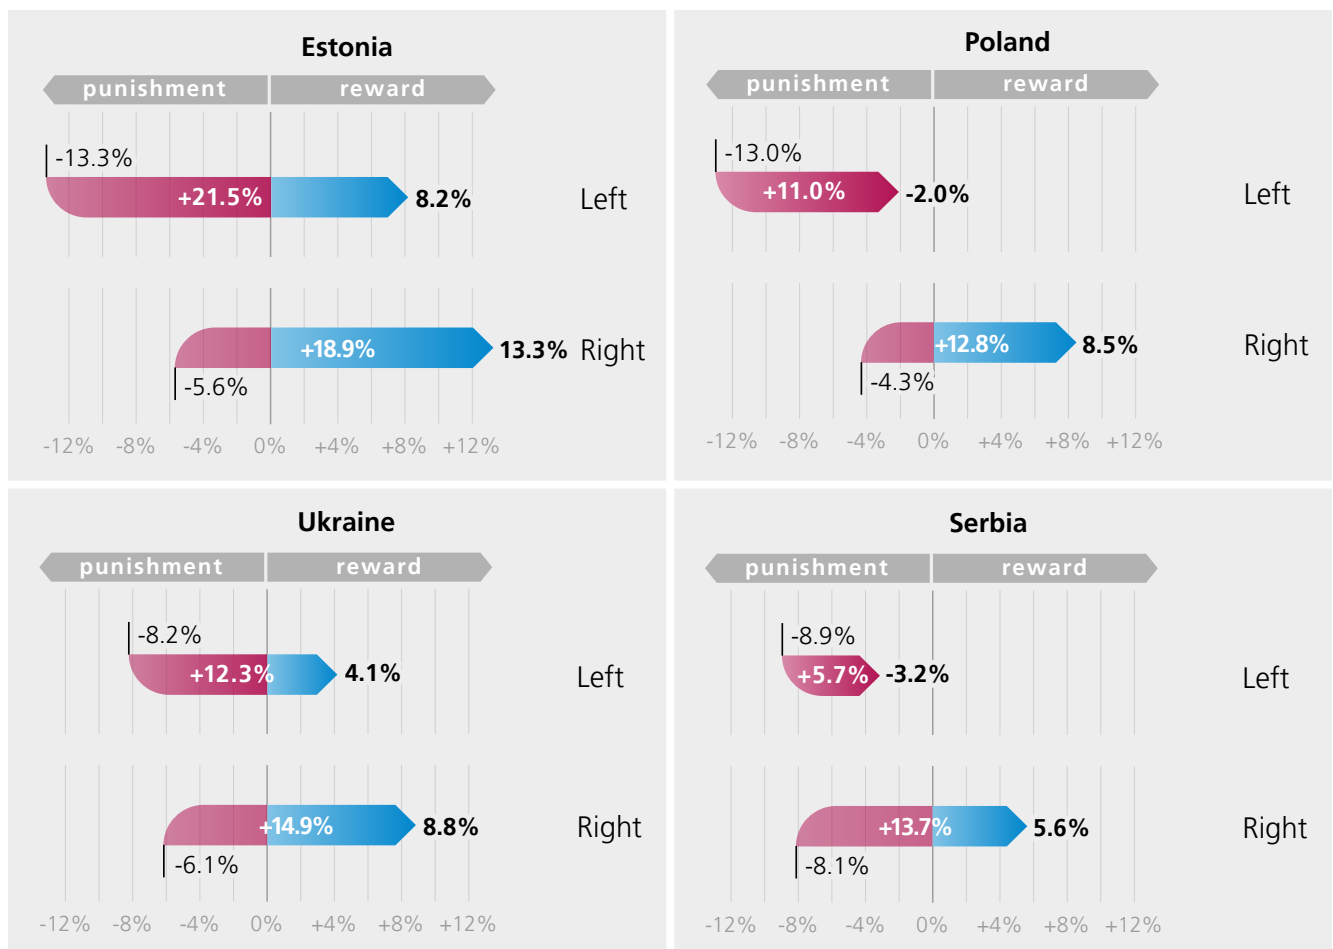 Estonia
punishment reward
-13.3%
+21.5% 8.2% Left
+18.9% 13.3% Right
-5.6%
-12% -8% -4% 0% +4% +8% +12%
Poland
punishment reward
-13.0%
+11.0% -2.0% Left
+12.8% 8.5% Right
-4.3%
-12% -8% -4% 0% +4% +8% +12%
Ukraine
punishment reward
-8.2%
+12.3% 4.1% Left
+14.9% 8.8% Right
-6.1%
-12% -8% -4% 0% +4% +8% +12%
Serbia
punishment reward
-8.9%
+5.7% -3.2% Left
+13.7% 5.6% Right
-8.1%
-12% -8% -4% 0% +4% +8% +12%